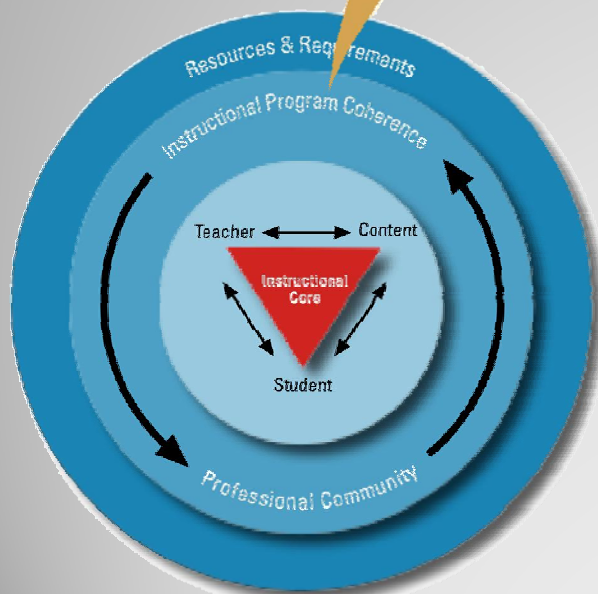 Resources & Requirements
Instructional Program Coherence
Teacher
Content
Instructional
Core
Student
Professional Community